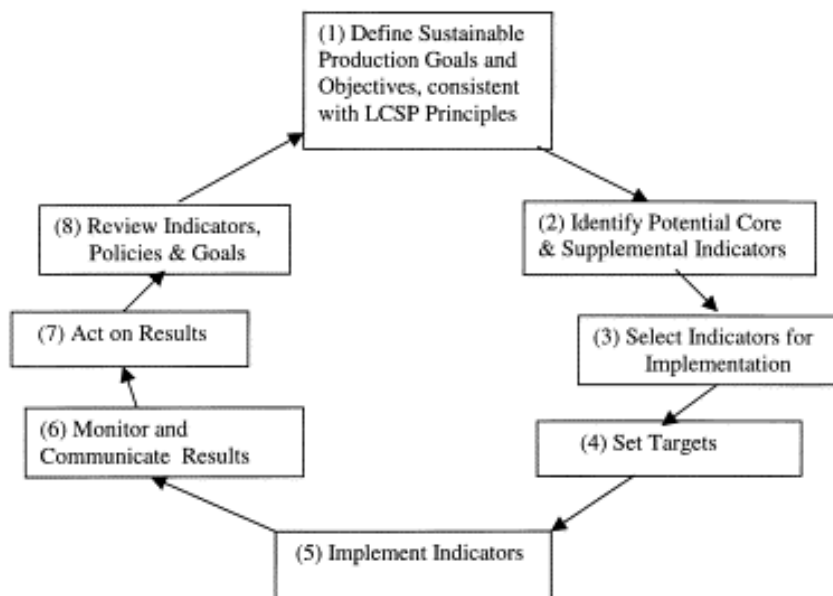 (1) Define Sustainable
Production Goals and
Objectives, consistent
with LCSP Principles
(2) Identify Potential Core
& Supplemental Indicators
(3) Select Indicators for
Implementation
(4) Set Targets
(5) Implement Indicators
(6) Monitor and
Communicate Results
(7) Act on Results
(8) Review Indicators,
Policies & Goals